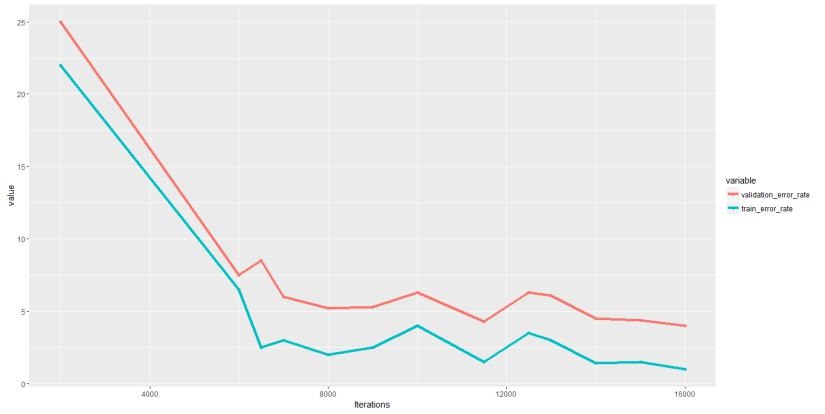 25
20
15
10
5
0
value
4000
8000
12000
16000
Iterations
variable
validation_error_rate
train_error_rate